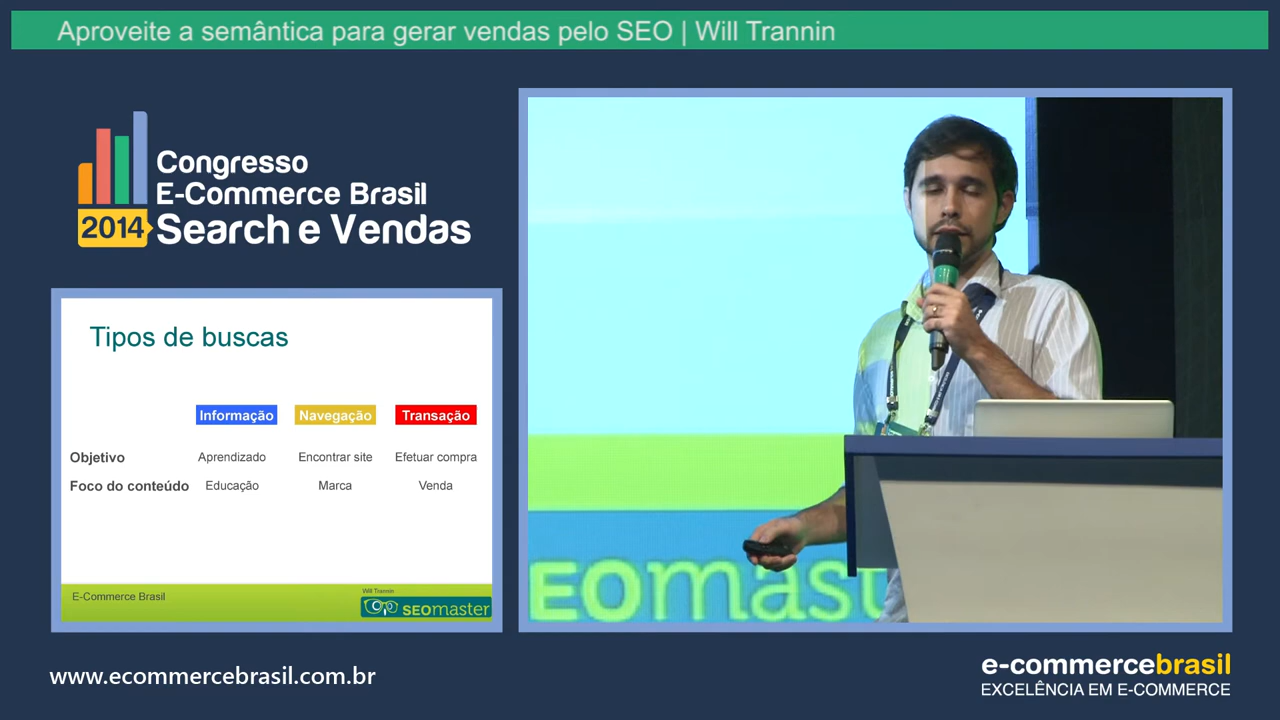 Aproveite a semântica para gerar vendas pelo SEO | Will Trannin
Congresso
E-Commerce Brasil
2014 Search e Vendas
Tipos de buscas
Informação Navegação Transação
Objetivo Aprendizado Encontrar site Efetuar compra
Foco do conteúdo Educação Marca Venda
E-Commerce Brasil
Will Trannin
SEOmaster
SEOmast
www.ecommercebrasil.com.br
e-commercebrasil
EXCELÊNCIA EM E-COMMERCE